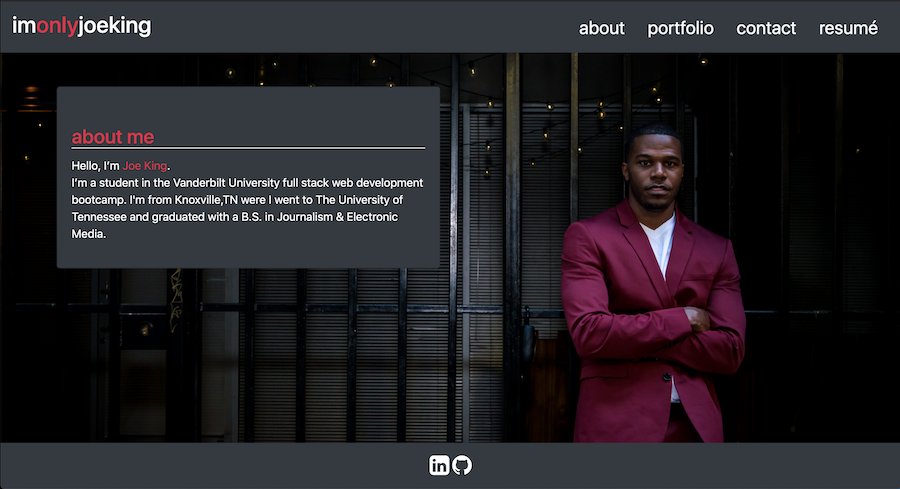 imonlyjoeking
about
portfolio
contact
resumé
about me
Hello, I'm Joe King.
I'm a student in the Vanderbilt University full stack web development
bootcamp. I'm from Knoxville,TN were I went to The University of
Tennessee and graduated with a B.S. in Journalism & Electronic
Media.
in